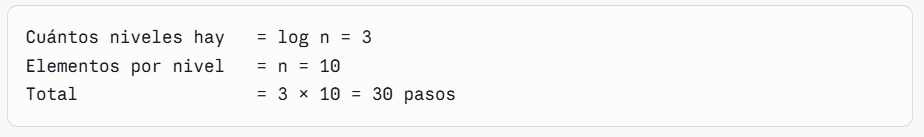 Cuántos niveles hay   = log n = 3
Elementos por nivel   = n = 10
Total                 = 3 × 10 = 30 pasos